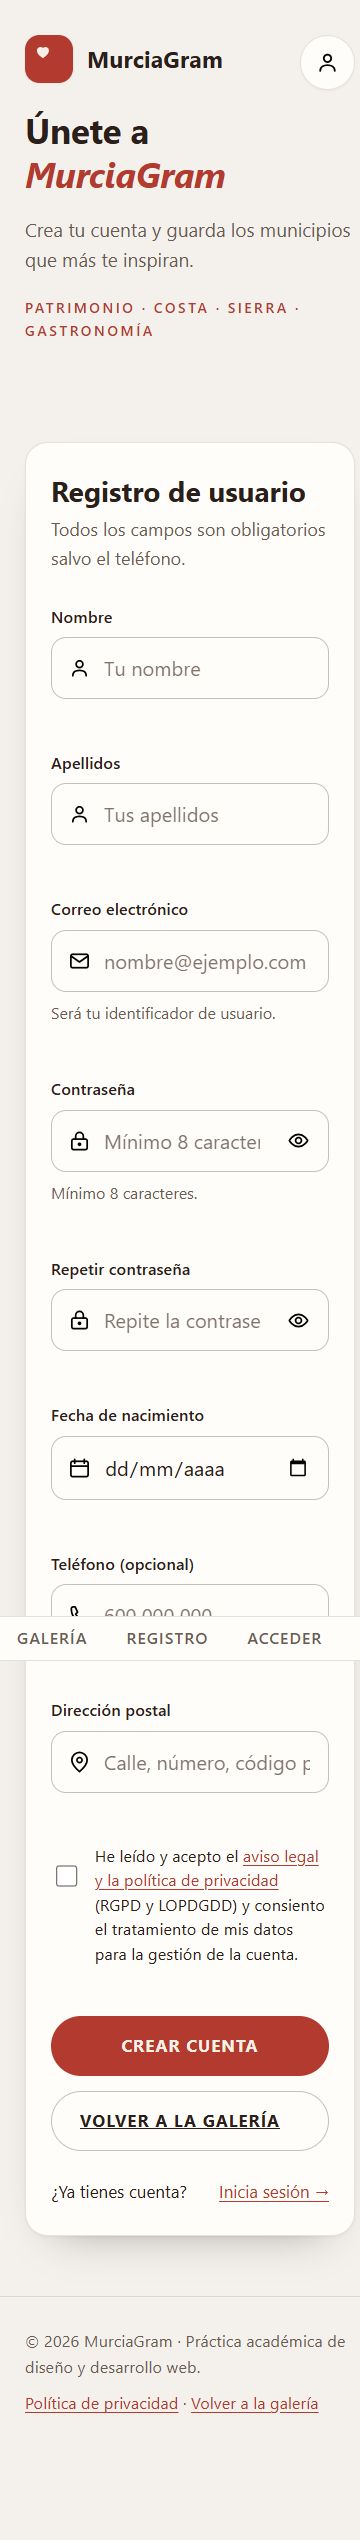 MurciaGram
Únete a
MurciaGram
Crea tu cuenta y guarda los municipios
que más te inspiran.
PATRIMONIO · COSTA · SIERRA ·
GASTRONOMÍA
Registro de usuario
Todos los campos son obligatorios
salvo el teléfono.
Nombre
Tu nombre
Apellidos
Tus apellidos
Correo electrónico
nombre@ejemplo.com
Será tu identificador de usuario.
Contraseña
Mínimo 8 caracter
Mínimo 8 caracteres.
Repetir contraseña
Repite la contrase
Fecha de nacimiento
dd/mm/aaaa
Teléfono (opcional)
600 000 000
GALERÍA REGISTRO ACCEDER
Dirección postal
Calle, número, código p
He leído y acepto el aviso legal
y la política de privacidad
(RGPD y LOPDGDD) y consiento
el tratamiento de mis datos
para la gestión de la cuenta.
CREAR CUENTA
VOLVER A LA GALERÍA
¿Ya tienes cuenta? Inicia sesión →
© 2026 MurciaGram · Práctica académica de
diseño y desarrollo web.
Política de privacidad · Volver a la galería